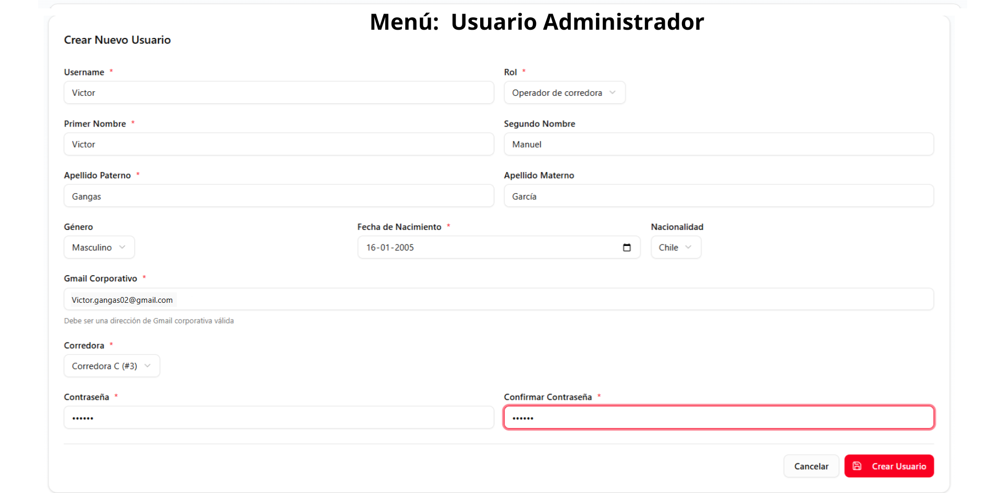 Menú:  Usuario Administrador
Crear Nuevo Usuario
Username * Rol *
Victor Operador de corredora
Primer Nombre * Segundo Nombre
Victor Manuel
Apellido Paterno * Apellido Materno
Gangas García
Género Fecha de Nacimiento * Nacionalidad
Masculino 16-01-2005 Chile
Gmail Corporativo *
Victor.gangas02@gmail.com
Debe ser una dirección de Gmail corporativa válida
Corredora *
Corredora C (#3)
Contraseña * Confirmar Contraseña *
•••••• ••••••
Cancelar Crear Usuario